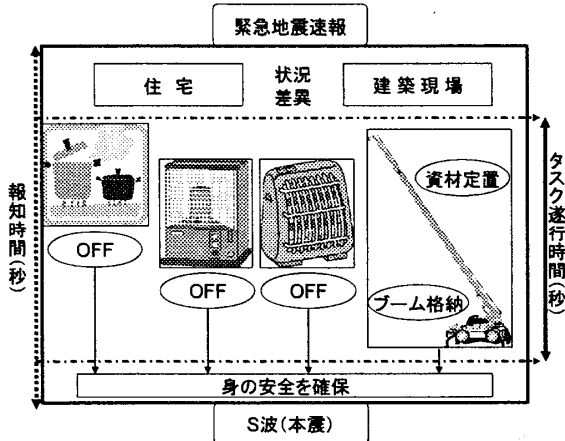 緊急地震速報
住宅
状況
差異
建築現場
報知時間(秒)
タスク遂行時間(秒)
資材定置
OFF
OFF
OFF
ブーム格納
身の安全を確保
S波(本震)